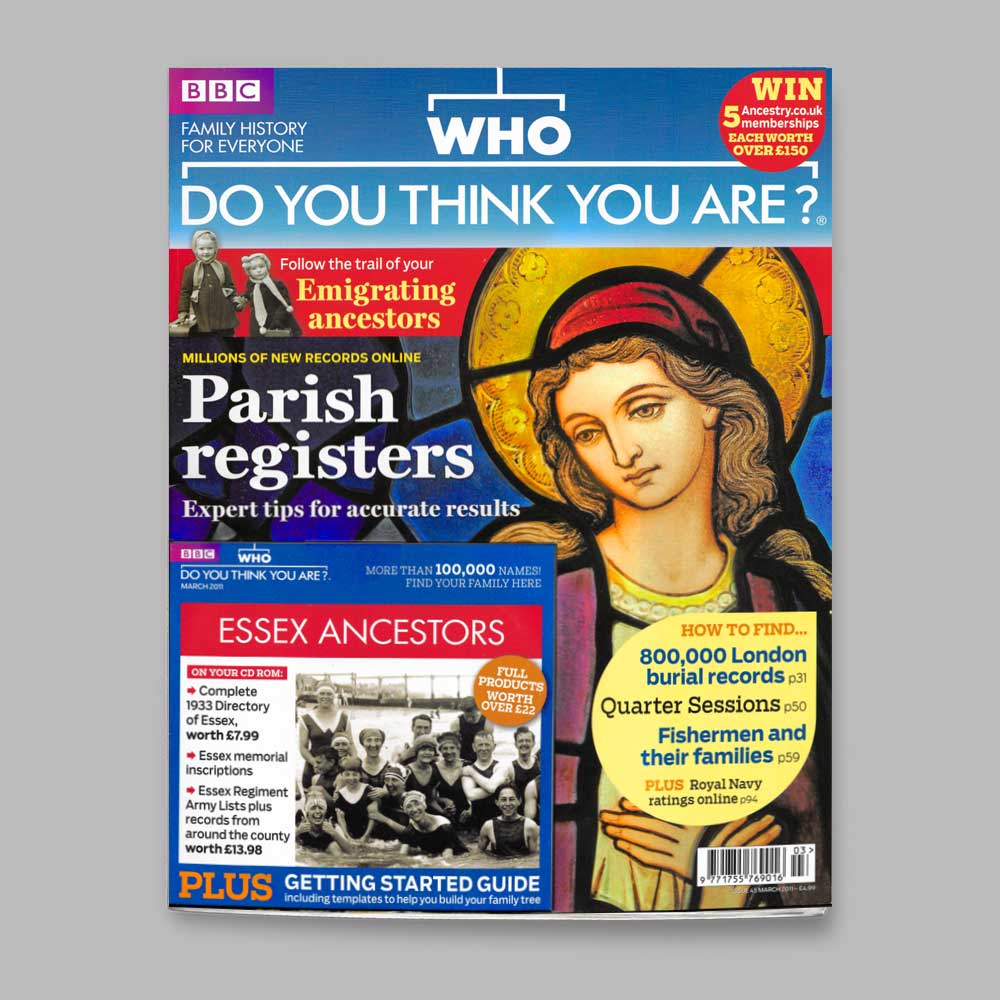 BBC
FAMILY HISTORY
FOR EVERYONE
WHO
DO YOU THINK YOU ARE?®
WIN
5 Ancestry.co.uk
memberships
EACH WORTH
OVER £150
Follow the trail of your
Emigrating
ancestors
MILLIONS OF NEW RECORDS ONLINE
Parish
registers
Expert tips for accurate results
BBC
WHO
DO YOU THINK YOU ARE?
MARCH 2011
MORE THAN 100,000 NAMES!
FIND YOUR FAMILY HERE
ESSEX ANCESTORS
ON YOUR CD ROM:
Complete
1933 Directory
of Essex,
worth £7.99
Essex memorial
inscriptions
Essex Regiment
Army Lists plus
records from
around the county
worth £13.98
FULL
PRODUCTS
WORTH
OVER £22
PLUS GETTING STARTED GUIDE
including templates to help you build your family tree
HOW TO FIND...
800,000 London
burial records p31
Quarter Sessions p50
Fishermen and
their families p59
PLUS Royal Navy
ratings online p94
03>
9 771755 769016
ISSUE 43 MARCH 2011 – £4.99